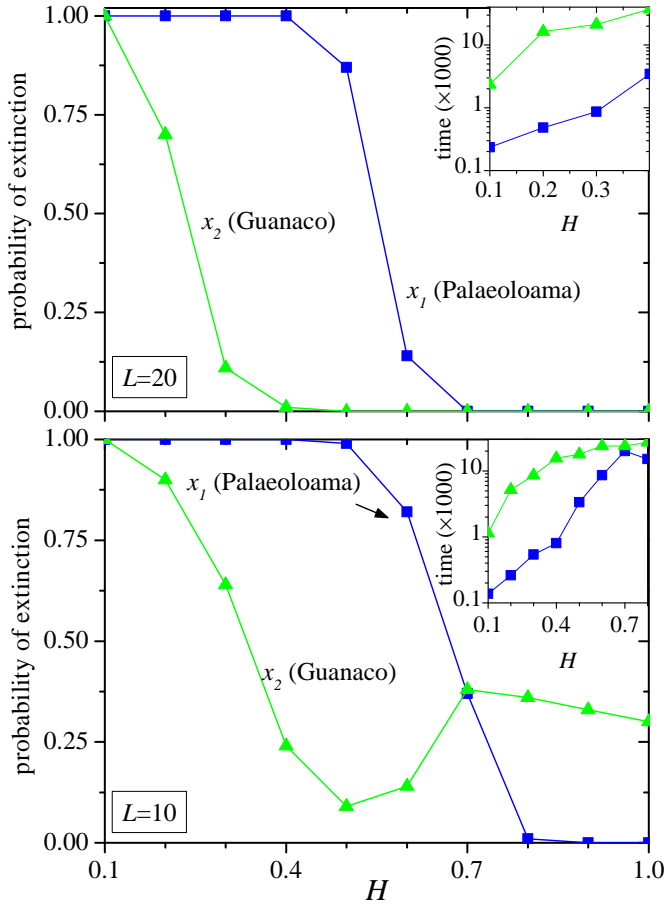 1.00
0.75
0.50
0.25
0.00
probability of extinction
x2 (Guanaco)
x1 (Palaeoloama)
L=20
10
1
0.1
time (×1000)
0.1 0.2 0.3
H
1.00
0.75
0.50
0.25
0.00
probability of extinction
x1 (Palaeoloama)
x2 (Guanaco)
L=10
10
1
0.1
time (×1000)
0.1 0.4 0.7
H
0.1 0.4 0.7 1.0
H